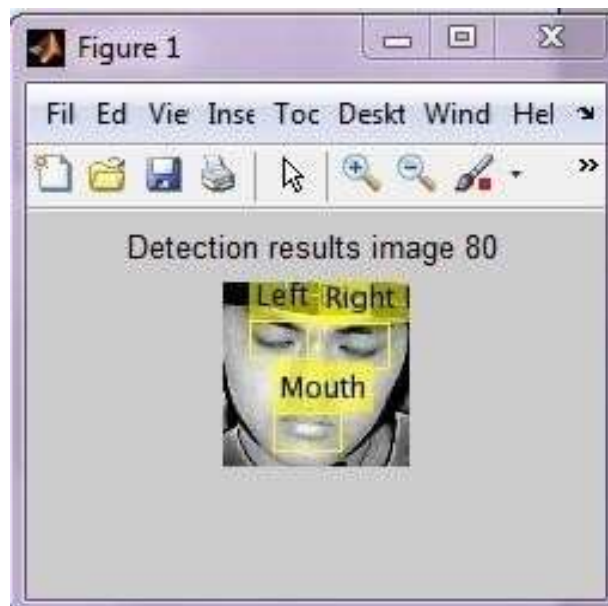 Figure 1
Fil Ed Vie Inse Toc Deskt Wind Hel
Detection results image 80
Left Right
Mouth